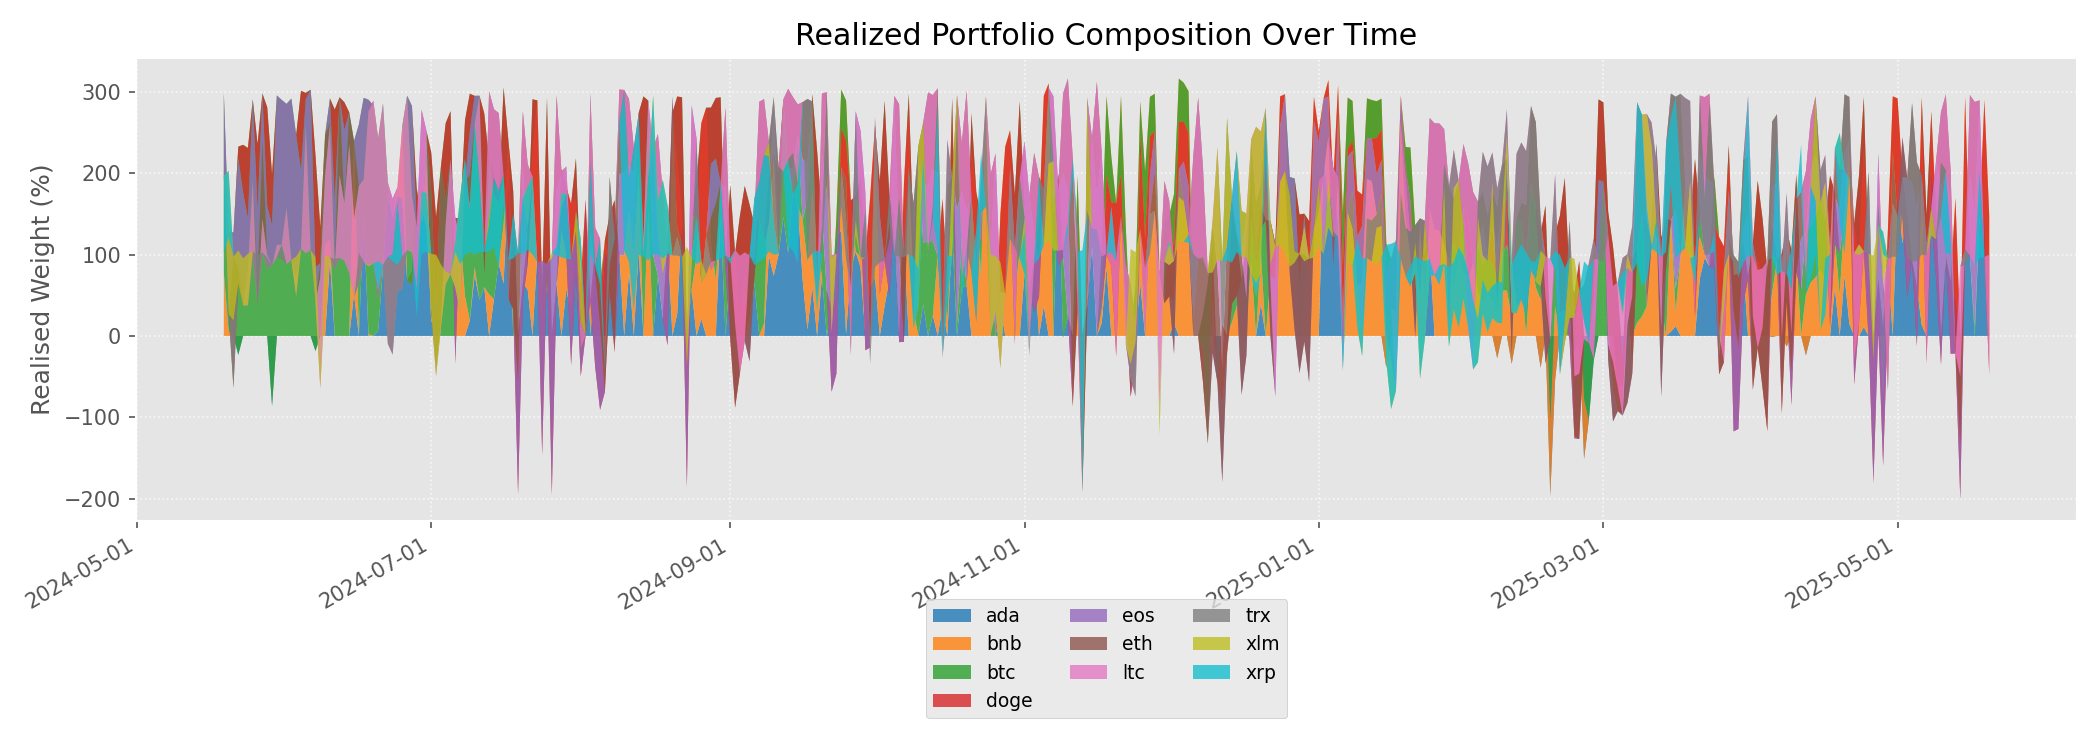 Realized Portfolio Composition Over Time
Realised Weight (%)
300
200
100
0
−100
−200
2024-05-01
2024-07-01
2024-09-01
2024-11-01
2025-01-01
2025-03-01
2025-05-01
ada
bnb
btc
doge
eos
eth
ltc
trx
xlm
xrp